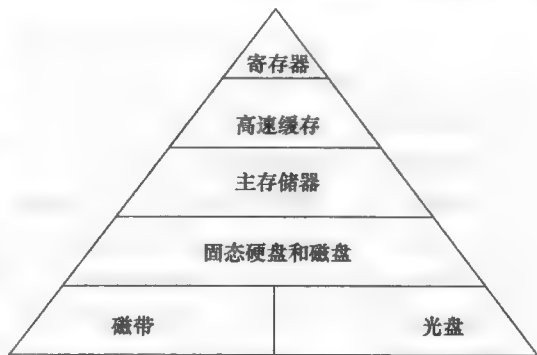 寄存器
高速缓存
主存储器
固态硬盘和磁盘
磁带 光盘